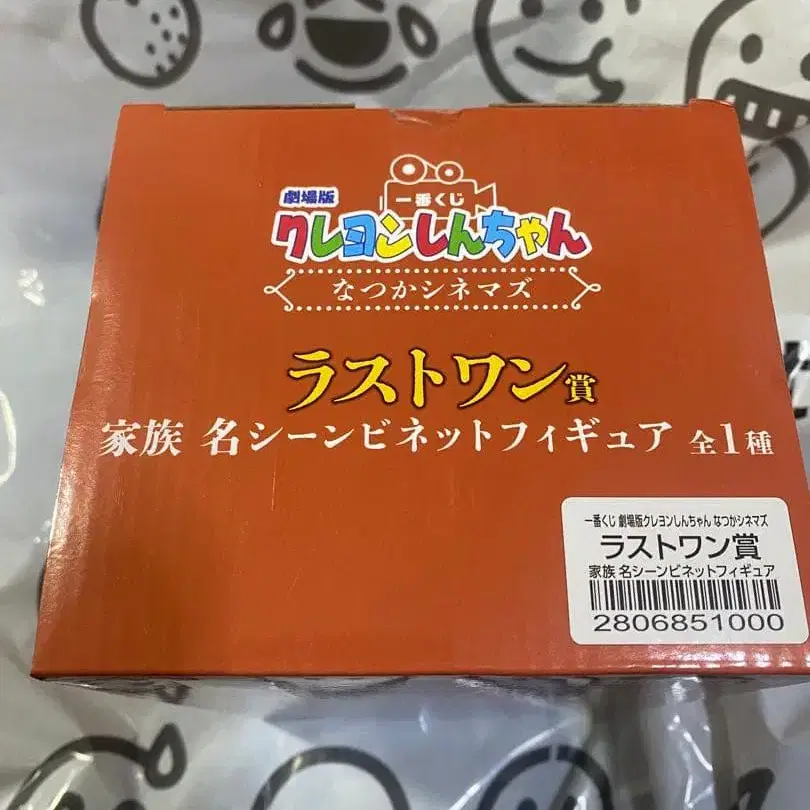 一番くじ
劇場版
クレヨンしんちゃん
なつかシネマズ
ラストワン賞
家族 名シーンビネットフィギュア 全1種
一番くじ 劇場版クレヨンしんちゃん なつかシネマズ
ラストワン賞
家族 名シーンビネットフィギュア
2806851000